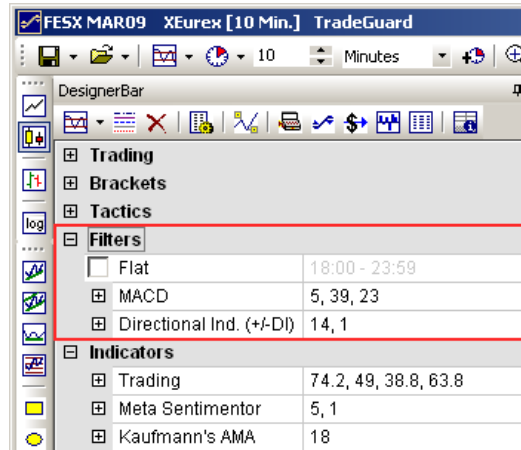 FESX MAR09 XEurex [10 Min.] TradeGuard
10 Minutes
DesignerBar
Trading
Brackets
Tactics
log
Filters
Flat 18:00 - 23:59
MACD 5, 39, 23
Directional Ind. (+/-DI) 14, 1
Indicators
Trading 74.2, 49, 38.8, 63.8
Meta Sentimentor 5, 1
Kaufmann's AMA 18